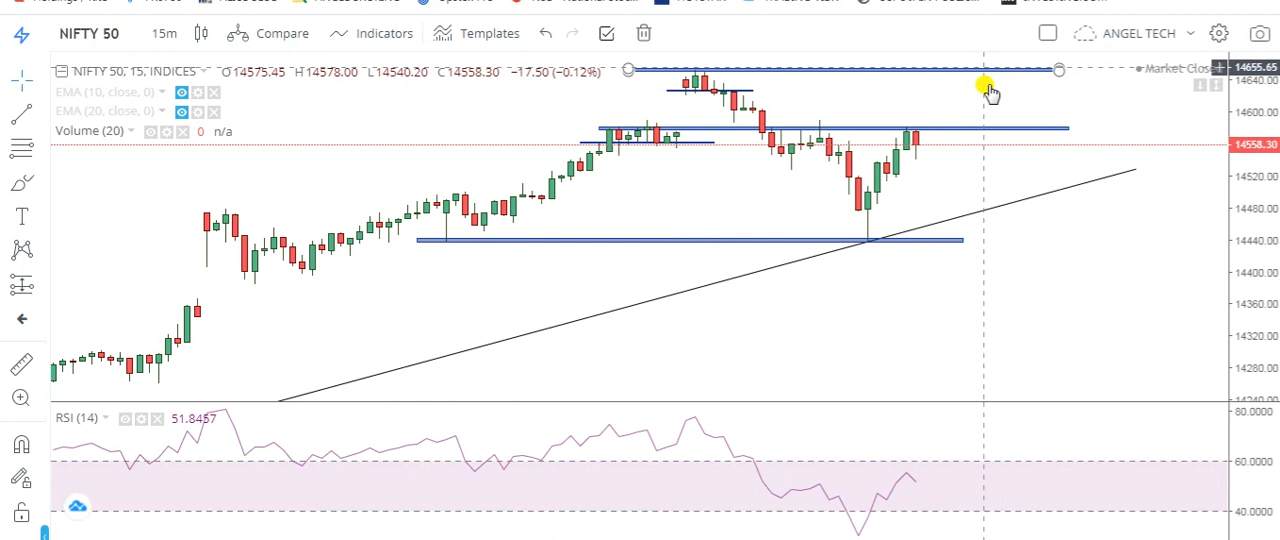 NIFTY 50 15m Compare Indicators Templates ANGEL TECH
NIFTY 50, 15, INDICES O14575.45 H14578.00 L14540.20 C14558.30 −17.50 (−0.12%) Market Close
EMA (10, close, 0)
EMA (20, close, 0)
Volume (20) 0 n/a
14655.65
14640.00
14600.00
14558.30
14520.00
14480.00
14440.00
14400.00
14360.00
14320.00
14280.00
14240.00
RSI (14) 51.8457
80.0000
60.0000
40.0000